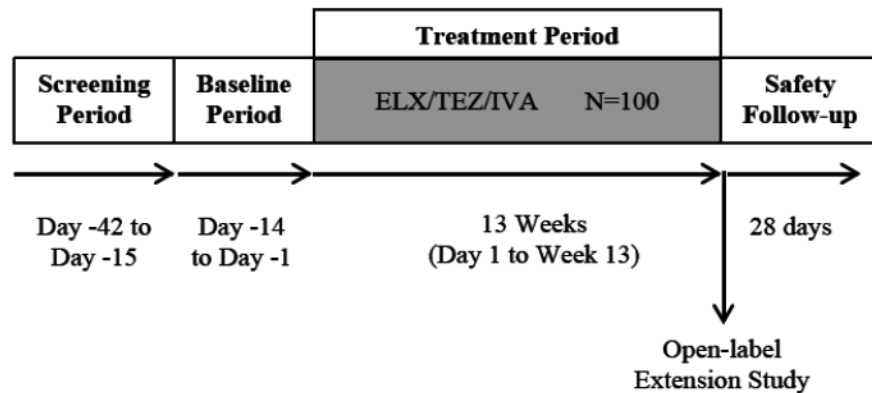 Treatment Period
Screening
Period
Baseline
Period
ELX/TEZ/IVA N=100
Safety
Follow-up
Day -42 to
Day -15
Day -14
to Day -1
13 Weeks
(Day 1 to Week 13)
28 days
Open-label
Extension Study